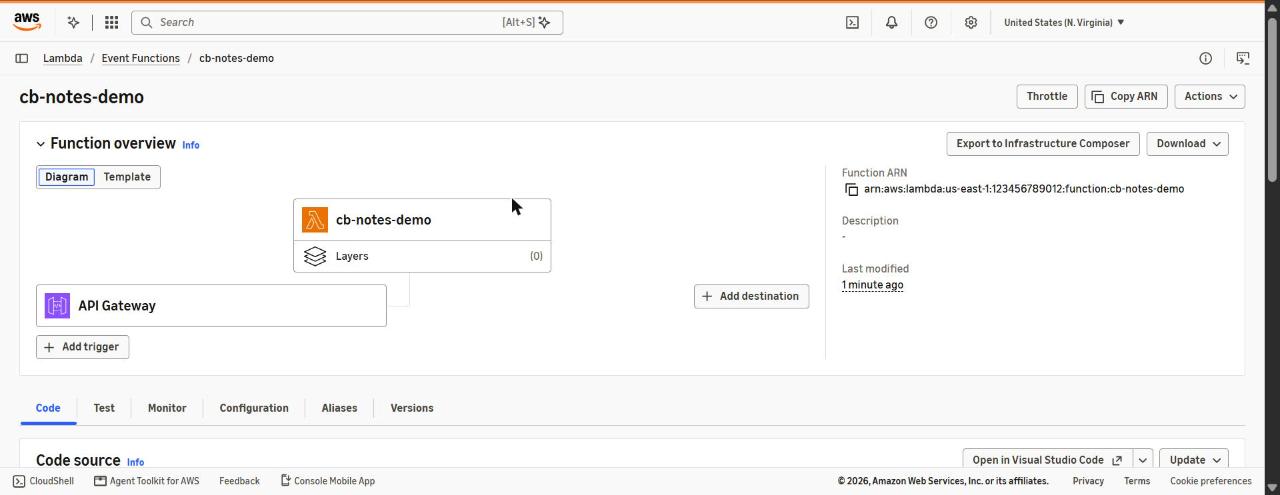 aws
Search [Alt+S]
United States (N. Virginia)
Lambda / Event Functions / cb-notes-demo
cb-notes-demo
Throttle Copy ARN Actions
Function overview Info
Export to Infrastructure Composer Download
Diagram Template
cb-notes-demo
Layers (0)
API Gateway
Add trigger
Add destination
Function ARN
arn:aws:lambda:us-east-1:123456789012:function:cb-notes-demo
Description
-
Last modified
1 minute ago
Code Test Monitor Configuration Aliases Versions
Code source Info
Open in Visual Studio Code Update
CloudShell Agent Toolkit for AWS Feedback Console Mobile App © 2026, Amazon Web Services, Inc. or its affiliates. Privacy Terms Cookie preferences